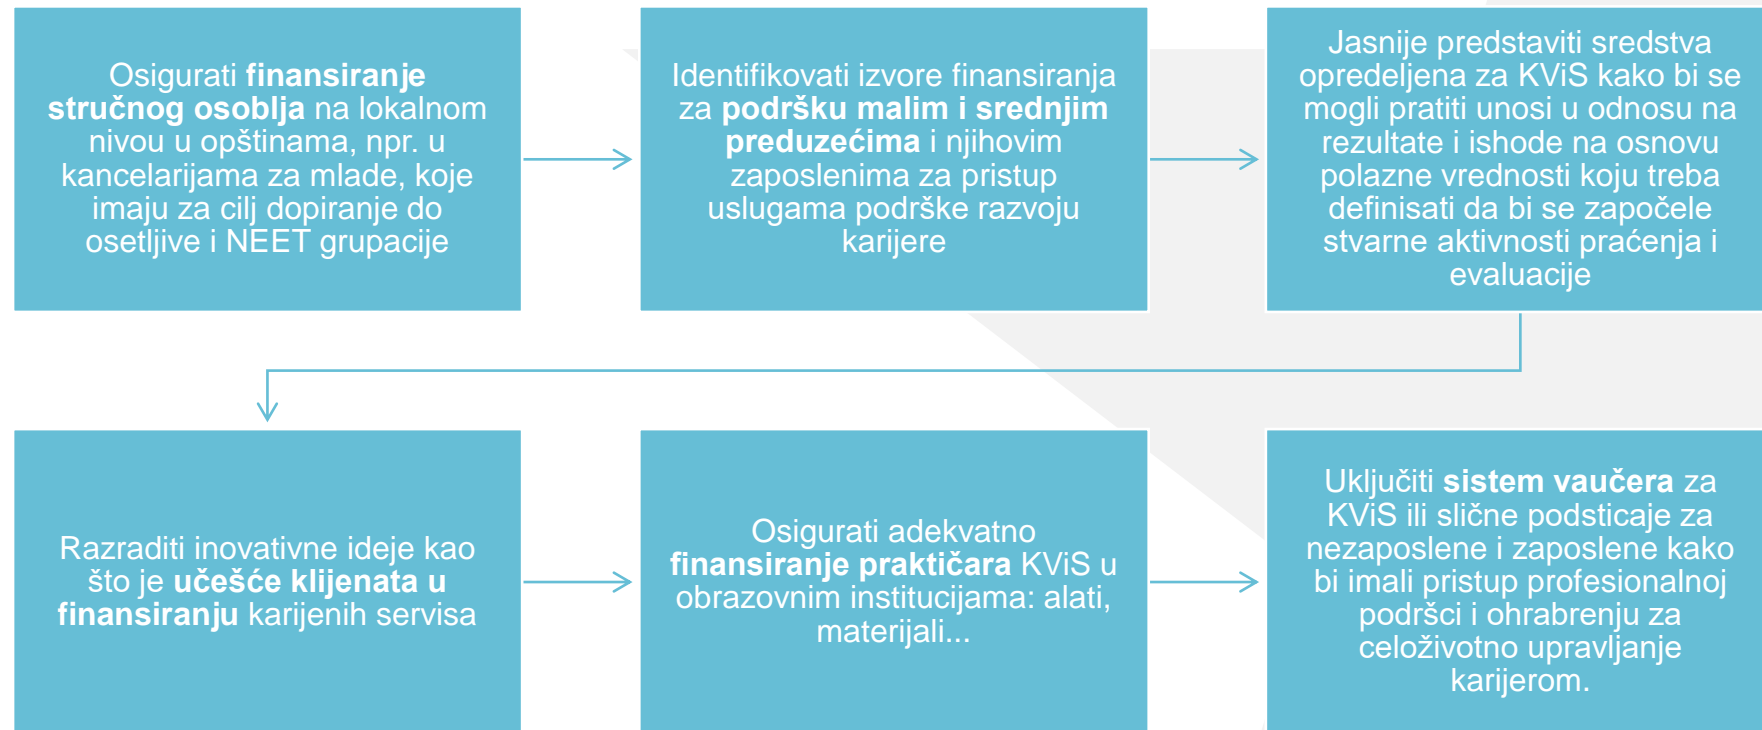 Osigurati finansiranje
stručnog osoblja na lokalnom
nivou u opštinama, npr. u
kancelarijama za mlade, koje
imaju za cilj dopiranje do
osetljive i NEET grupacije
Identifikovati izvore finansiranja
za podršku malim i srednjim
preduzećima i njihovim
zaposlenima za pristup
uslugama podrške razvoju
karijere
Jasnije predstaviti sredstva
opredeljena za KViS kako bi se
mogli pratiti unosi u odnosu na
rezultate i ishode na osnovu
polazne vrednosti koju treba
definisati da bi se započele
stvarne aktivnosti praćenja i
evaluacije
Razraditi inovativne ideje kao
što je učešće klijenata u
finansiranju karijenih servisa
Osigurati adekvatno
finansiranje praktičara KViS u
obrazovnim institucijama: alati,
materijali...
Uključiti sistem vaučera za
KViS ili slične podsticaje za
nezaposlene i zaposlene kako
bi imali pristup profesionalnoj
podršci i ohrabrenju za
celoživotno upravljanje
karijerom.